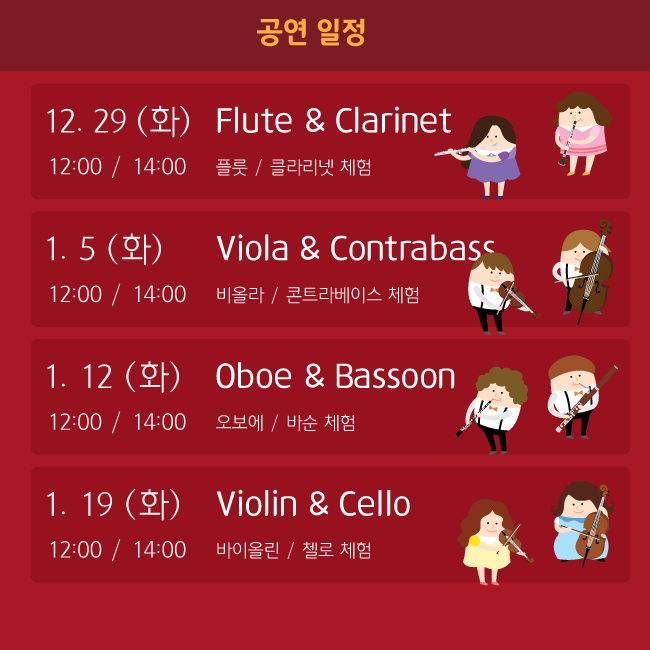 공연 일정
12. 29 (화) Flute & Clarinet
12:00 / 14:00 플룻 / 클라리넷 체험
1. 5 (화) Viola & Contrabass
12:00 / 14:00 비올라 / 콘트라베이스 체험
1. 12 (화) Oboe & Bassoon
12:00 / 14:00 오보에 / 바순 체험
1. 19 (화) Violin & Cello
12:00 / 14:00 바이올린 / 첼로 체험